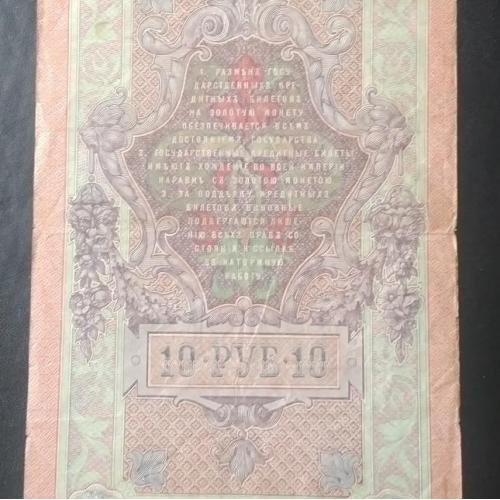 1. РАЗМѢНЪ ГОСУ
ДАРСТВЕННЫХЪ КРЕ
ДИТНЫХЪ БИЛЕТОВЪ
НА ЗОЛОТУЮ МОНЕТУ
ОБЕЗПЕЧИВАЕТСЯ ВСѢМЪ
ДОСТОЯНІЕМЪ ГОСУДАРСТВА.
2. ГОСУДАРСТВЕННЫЕ КРЕДИТНЫЕ БИЛЕТЫ
ИМѢЮТЪ ХОЖДЕНІЕ ВО ВСЕЙ ИМПЕРІИ
НАРАВНѢ СЪ ЗОЛОТОЮ МОНЕТОЮ
3. ЗА ПОДДѢЛКУ КРЕДИТНЫХЪ
БИЛЕТОВЪ ВИНОВНЫЕ
ПОДВЕРГАЮТСЯ ЛИШЕ
НІЮ ВСѢХЪ ПРАВЪ СО
СТОЯНІЯ И ССЫЛКѢ
ВЪ КАТОРЖНУЮ
РАБОТУ.
10·РУБ·10